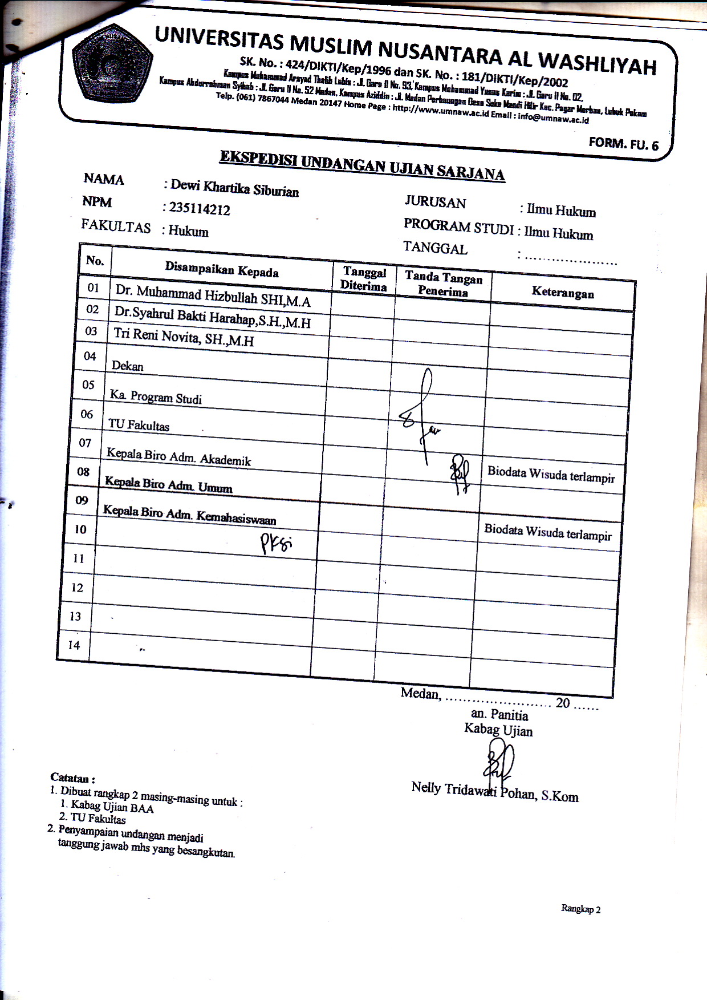 UNIVERSITAS MUSLIM NUSANTARA AL WASHLIYAH
SK. No. : 424/DIKTI/Kep/1996 dan SK. No. : 181/DIKTI/Kep/2002
Kampus Muhammad Arsyad Thalib Lubis : Jl. Garu II No. 93, Kampus Muhammad Yunus Karim : Jl. Garu II No. 02,
Kampus Abdurrahman Syihab : Jl. Garu II No. 52 Medan, Kampus Aziddin : Jl. Medan Perbaungan Desa Suka Mandi Hilir Kec. Pagar Merbau, Lubuk Pakam
Telp. (061) 7867044 Medan 20147 Home Page : http://www.umnaw.ac.id Email : info@umnaw.ac.id
FORM. FU. 6
EKSPEDISI UNDANGAN UJIAN SARJANA
NAMA : Dewi Khartika Siburian
NPM : 235114212
FAKULTAS : Hukum
JURUSAN : Ilmu Hukum
PROGRAM STUDI : Ilmu Hukum
TANGGAL : .....................
No. Disampaikan Kepada Tanggal Diterima Tanda Tangan Penerima Keterangan
01 Dr. Muhammad Hizbullah SHI,M.A
02 Dr.Syahrul Bakti Harahap,S.H.,M.H
03 Tri Reni Novita, SH.,M.H
04 Dekan
05 Ka. Program Studi
06 TU Fakultas
07 Kepala Biro Adm. Akademik Biodata Wisuda terlampir
08 Kepala Biro Adm. Umum
09 Kepala Biro Adm. Kemahasiswaan Biodata Wisuda terlampir
10 PKSi
11
12
13
14
Medan, ........................ 20 ......
an. Panitia
Kabag Ujian
Nelly Tridawati Pohan, S.Kom
Catatan :
1. Dibuat rangkap 2 masing-masing untuk :
1. Kabag Ujian BAA
2. TU Fakultas
2. Penyampaian undangan menjadi
tanggung jawab mhs yang besangkutan.
Rangkap 2